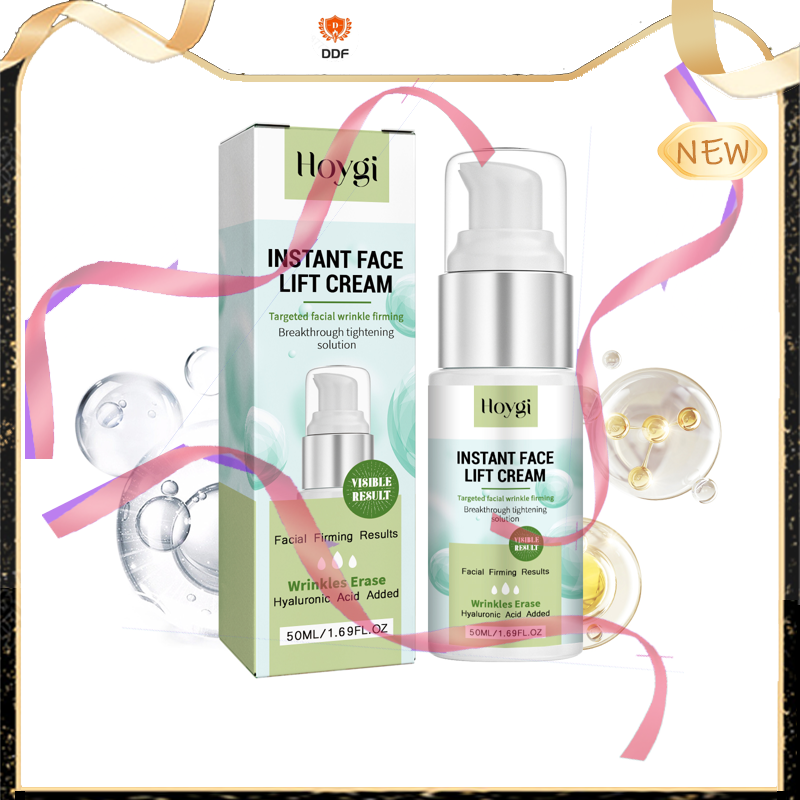 DDF
NEW
Hoygi
INSTANT FACE
LIFT CREAM
Targeted facial wrinkle firming
Breakthrough tightening
solution
VISIBLE
RESULT
Facial Firming Results
Wrinkles Erase
Hyaluronic Acid Added
50ML/1.69FL.OZ
Hoygi
INSTANT FACE
LIFT CREAM
Targeted facial wrinkle firming
Breakthrough tightening
solution
VISIBLE
RESULT
Facial Firming Results
Wrinkles Erase
Hyaluronic Acid Added
50ML/1.69FL.OZ